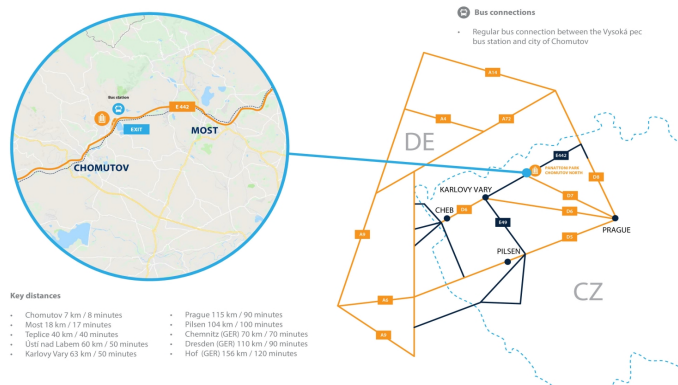 Bus connections
• Regular bus connection between the Vysoká pec
bus station and city of Chomutov
Bus station
E 442
EXIT
MOST
CHOMUTOV
A14
A4
A72
DE
E442
PANATTONI PARK
CHOMUTOV NORTH
D8
KARLOVY VARY
D7
CHEB
D6
D6
E49
PRAGUE
A9
D5
PILSEN
CZ
A6
A9
Key distances
• Chomutov 7 km / 8 minutes
• Most 18 km / 17 minutes
• Teplice 40 km / 40 minutes
• Ústí nad Labem 60 km / 50 minutes
• Karlovy Vary 63 km / 50 minutes
• Prague 115 km / 90 minutes
• Pilsen 104 km / 100 minutes
• Chemnitz (GER) 70 km / 70 minutes
• Dresden (GER) 110 km / 90 minutes
• Hof (GER) 156 km / 120 minutes